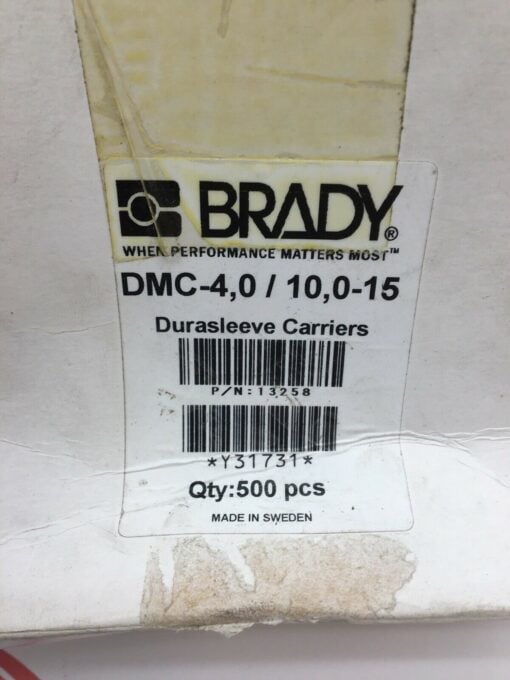 BRADY®
WHEN PERFORMANCE MATTERS MOST™
DMC-4,0 / 10,0-15
Durasleeve Carriers
P/N:13258
*Y31731*
Qty:500 pcs
MADE IN SWEDEN